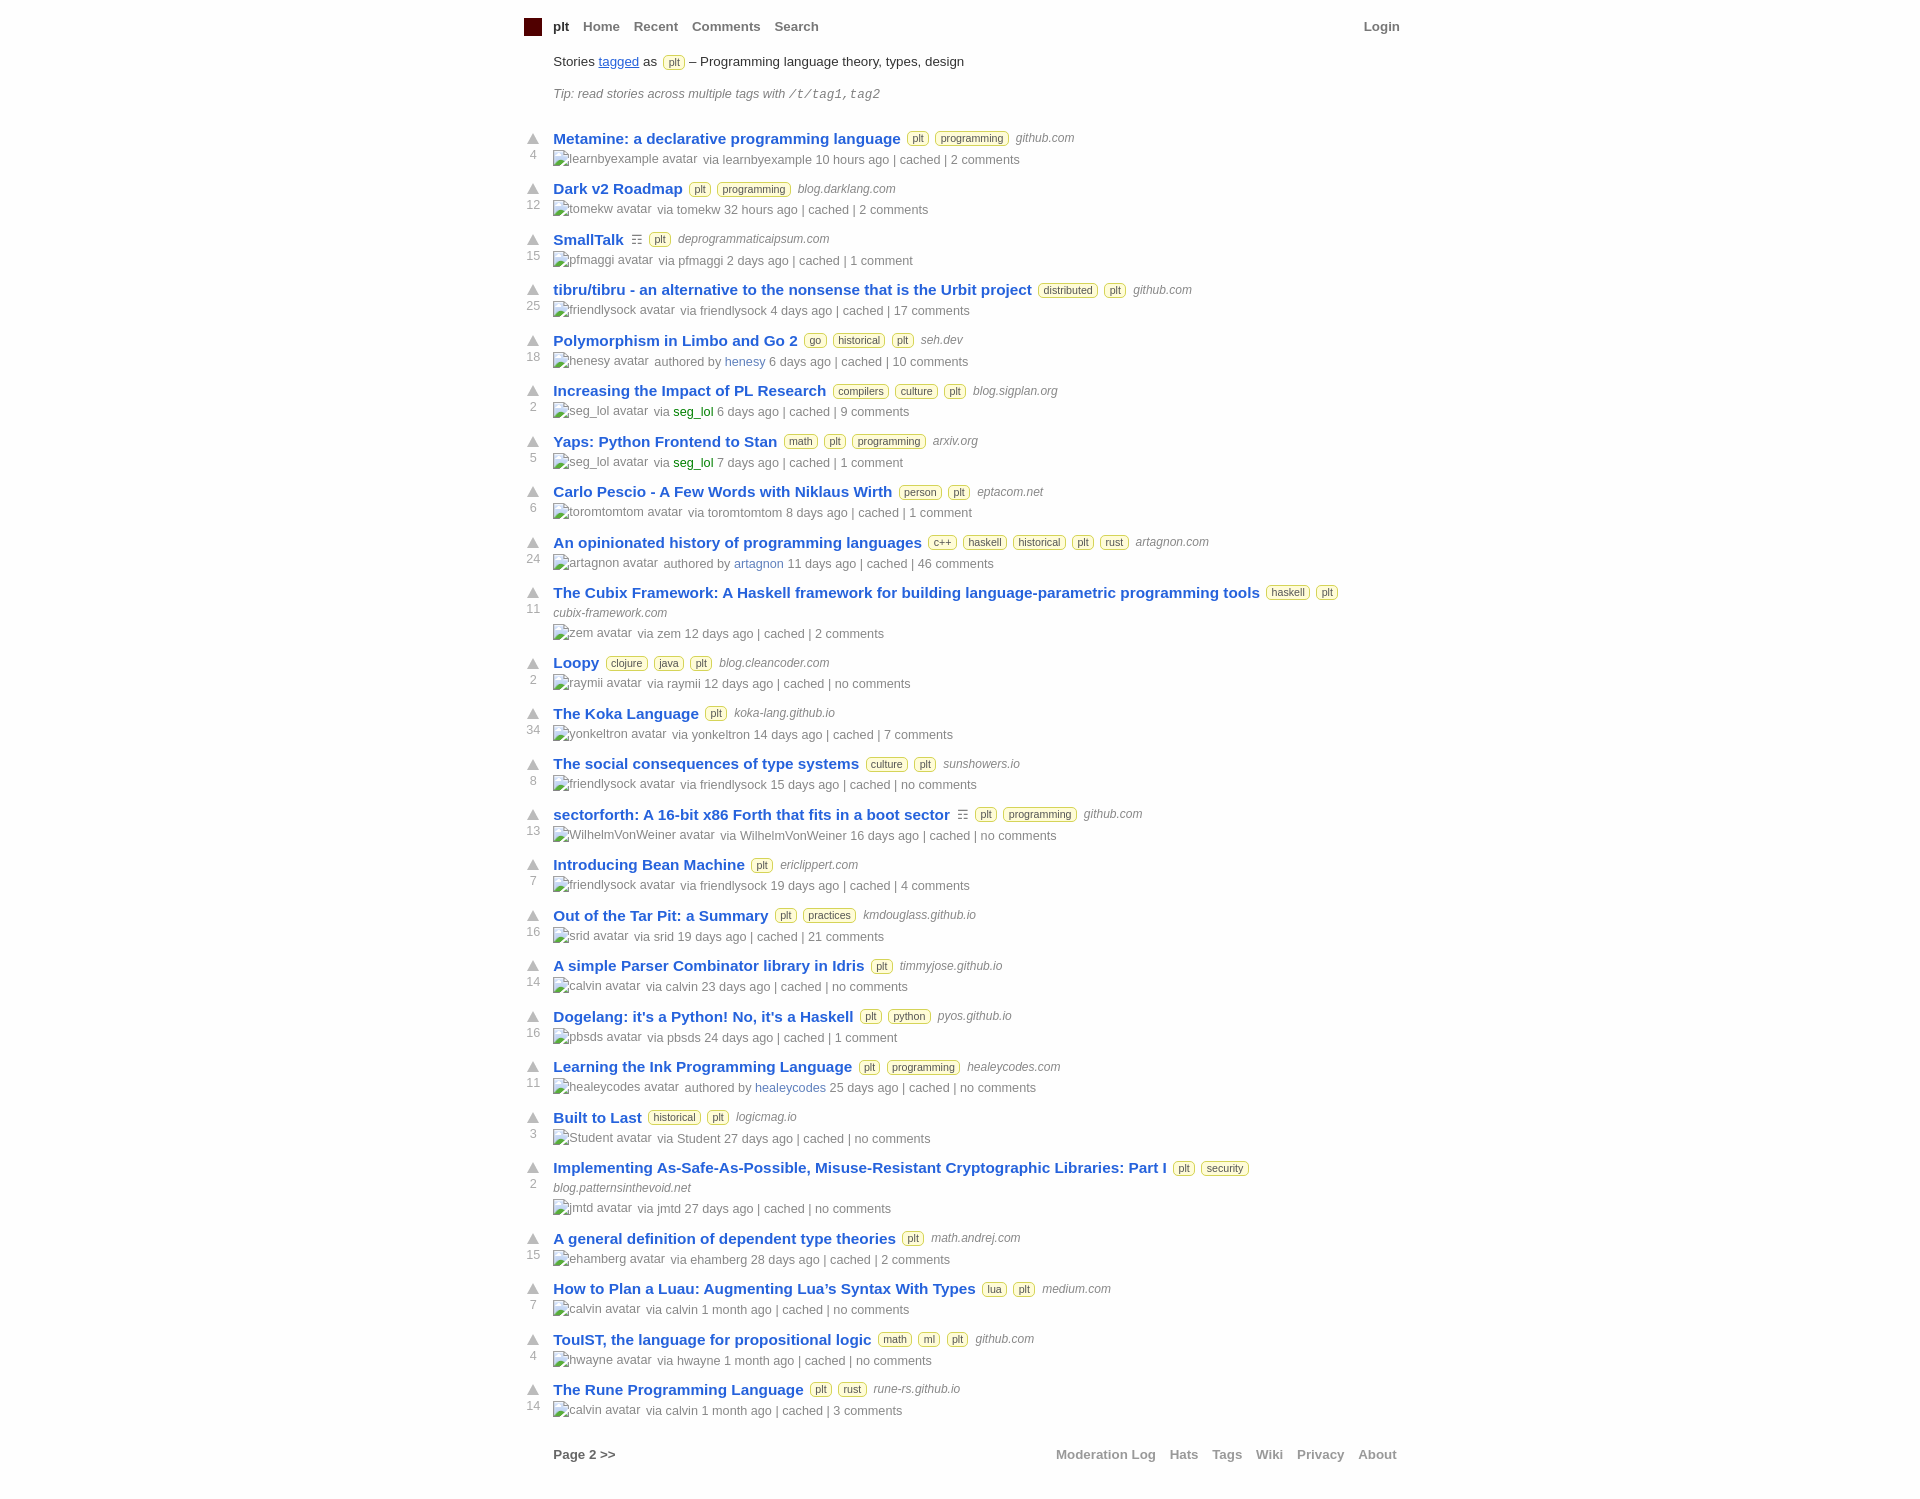 plt Home Recent Comments Search Login
Stories tagged as plt – Programming language theory, types, design
Tip: read stories across multiple tags with /t/tag1,tag2
Metamine: a declarative programming language plt programming github.com
4 learnbyexample avatar via learnbyexample 10 hours ago | cached | 2 comments
Dark v2 Roadmap plt programming blog.darklang.com
12 tomekw avatar via tomekw 32 hours ago | cached | 2 comments
SmallTalk ☶ plt deprogrammaticaipsum.com
15 pfmaggi avatar via pfmaggi 2 days ago | cached | 1 comment
tibru/tibru - an alternative to the nonsense that is the Urbit project distributed plt github.com
25 friendlysock avatar via friendlysock 4 days ago | cached | 17 comments
Polymorphism in Limbo and Go 2 go historical plt seh.dev
18 henesy avatar authored by henesy 6 days ago | cached | 10 comments
Increasing the Impact of PL Research compilers culture plt blog.sigplan.org
2 seg_lol avatar via seg_lol 6 days ago | cached | 9 comments
Yaps: Python Frontend to Stan math plt programming arxiv.org
5 seg_lol avatar via seg_lol 7 days ago | cached | 1 comment
Carlo Pescio - A Few Words with Niklaus Wirth person plt eptacom.net
6 toromtomtom avatar via toromtomtom 8 days ago | cached | 1 comment
An opinionated history of programming languages c++ haskell historical plt rust artagnon.com
24 artagnon avatar authored by artagnon 11 days ago | cached | 46 comments
The Cubix Framework: A Haskell framework for building language-parametric programming tools haskell plt
11 cubix-framework.com
zem avatar via zem 12 days ago | cached | 2 comments
Loopy clojure java plt blog.cleancoder.com
2 raymii avatar via raymii 12 days ago | cached | no comments
The Koka Language plt koka-lang.github.io
34 yonkeltron avatar via yonkeltron 14 days ago | cached | 7 comments
The social consequences of type systems culture plt sunshowers.io
8 friendlysock avatar via friendlysock 15 days ago | cached | no comments
sectorforth: A 16-bit x86 Forth that fits in a boot sector ☶ plt programming github.com
13 WilhelmVonWeiner avatar via WilhelmVonWeiner 16 days ago | cached | no comments
Introducing Bean Machine plt ericlippert.com
7 friendlysock avatar via friendlysock 19 days ago | cached | 4 comments
Out of the Tar Pit: a Summary plt practices kmdouglass.github.io
16 srid avatar via srid 19 days ago | cached | 21 comments
A simple Parser Combinator library in Idris plt timmyjose.github.io
14 calvin avatar via calvin 23 days ago | cached | no comments
Dogelang: it's a Python! No, it's a Haskell plt python pyos.github.io
16 pbsds avatar via pbsds 24 days ago | cached | 1 comment
Learning the Ink Programming Language plt programming healeycodes.com
11 healeycodes avatar authored by healeycodes 25 days ago | cached | no comments
Built to Last historical plt logicmag.io
3 Student avatar via Student 27 days ago | cached | no comments
Implementing As-Safe-As-Possible, Misuse-Resistant Cryptographic Libraries: Part I plt security
2 blog.patternsinthevoid.net
jmtd avatar via jmtd 27 days ago | cached | no comments
A general definition of dependent type theories plt math.andrej.com
15 ehamberg avatar via ehamberg 28 days ago | cached | 2 comments
How to Plan a Luau: Augmenting Lua’s Syntax With Types lua plt medium.com
7 calvin avatar via calvin 1 month ago | cached | no comments
TouIST, the language for propositional logic math ml plt github.com
4 hwayne avatar via hwayne 1 month ago | cached | no comments
The Rune Programming Language plt rust rune-rs.github.io
14 calvin avatar via calvin 1 month ago | cached | 3 comments
Page 2 >> Moderation Log Hats Tags Wiki Privacy About